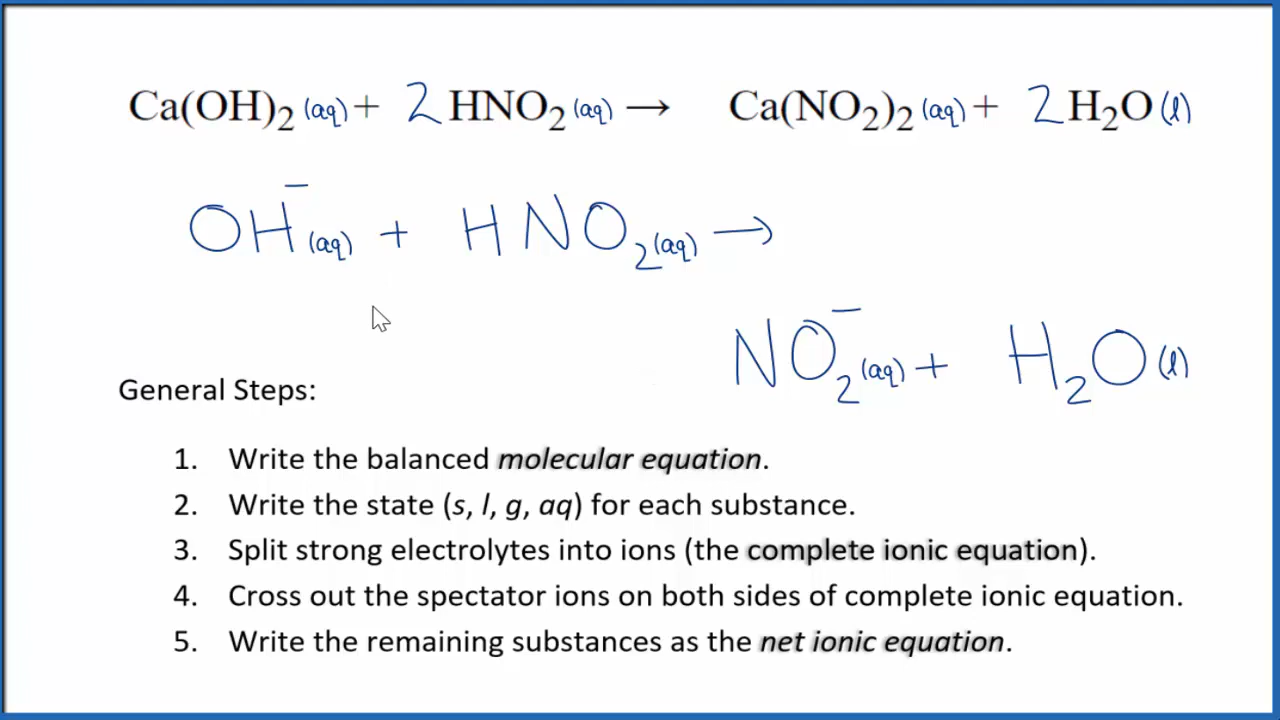 Ca(OH)₂ (aq) + 2 HNO₂ (aq) → Ca(NO₂)₂ (aq) + 2 H₂O (l)
OH⁻ (aq) + HNO₂ (aq) →
NO₂⁻ (aq) + H₂O (l)
General Steps:
1. Write the balanced molecular equation.
2. Write the state (s, l, g, aq) for each substance.
3. Split strong electrolytes into ions (the complete ionic equation).
4. Cross out the spectator ions on both sides of complete ionic equation.
5. Write the remaining substances as the net ionic equation.